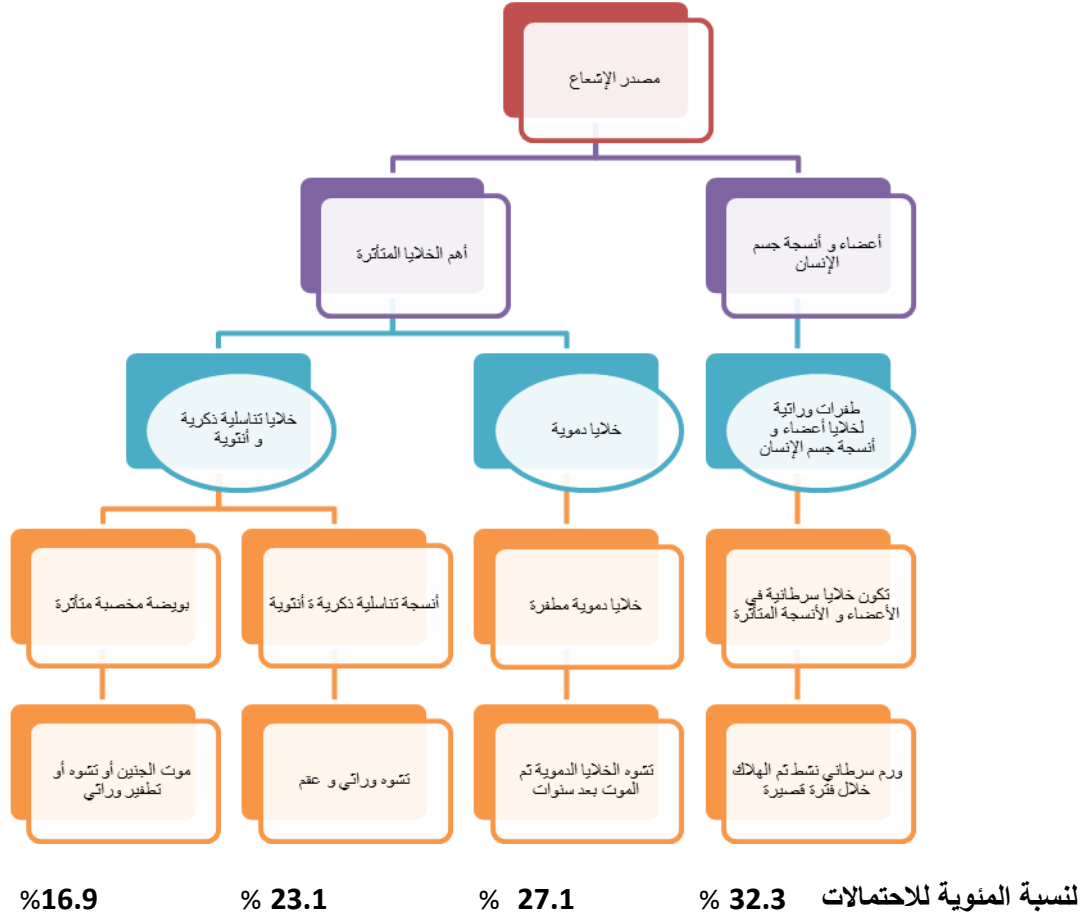 مصدر الإشعاع
أعضاء و أنسجة جسم
الإنسان
أهم الخلايا المتأثرة
طفرات وراثية
لخلايا أعضاء و
أنسجة جسم الإنسان
خلايا دموية
خلايا تناسلية ذكرية
و أنثوية
تكون خلايا سرطانية في
الأعضاء و الأنسجة المتأثرة
خلايا دموية مطفرة
أنسجة تناسلية ذكرية ة أنثوية
بويضة مخصبة متأثرة
ورم سرطاني نشط ثم الهلاك
خلال فترة قصيرة
تشوه الخلايا الدموية ثم
الموت بعد سنوات
تشوه وراثي و عقم
موت الجنين أو تشوه أو
تطفير وراثي
لنسبة المئوية للاحتمالات 32.3 % 27.1 % 23.1 % 16.9%